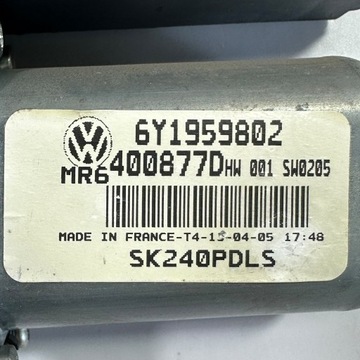 6Y1959802
MR6 400877D HW 001 SW0205
MADE IN FRANCE-T4-15-04-05 17:48
SK240PDLS